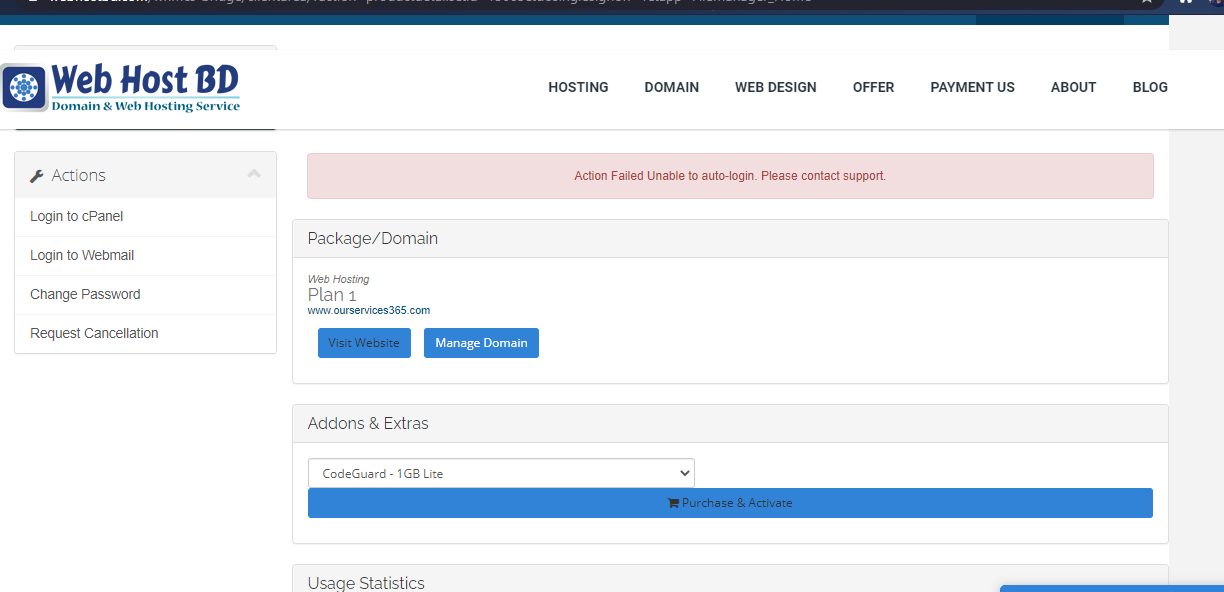 Web Host BD
Domain & Web Hosting Service
HOSTING DOMAIN WEB DESIGN OFFER PAYMENT US ABOUT BLOG
Actions
Login to cPanel
Login to Webmail
Change Password
Request Cancellation
Action Failed Unable to auto-login. Please contact support.
Package/Domain
Web Hosting
Plan 1
www.ourservices365.com
Visit Website Manage Domain
Addons & Extras
CodeGuard - 1GB Lite
Purchase & Activate
Usage Statistics